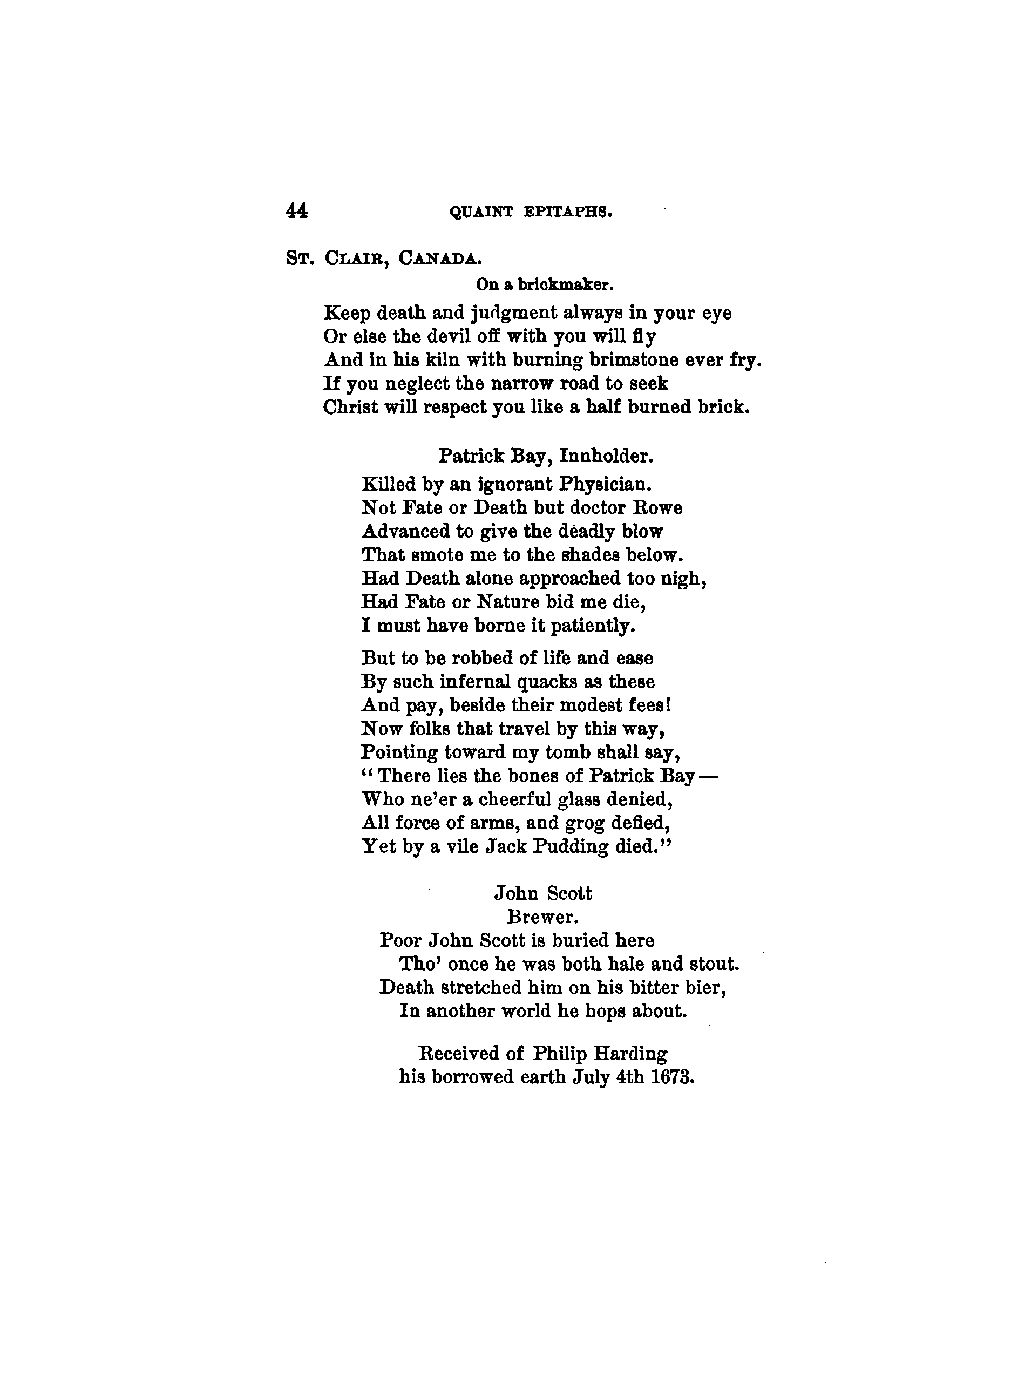 44 QUAINT EPITAPHS.
ST. CLAIR, CANADA.
On a brickmaker.
Keep death and judgment always in your eye
Or else the devil off with you will fly
And in his kiln with burning brimstone ever fry.
If you neglect the narrow road to seek
Christ will respect you like a half burned brick.
Patrick Bay, Innholder.
Killed by an ignorant Physician.
Not Fate or Death but doctor Rowe
Advanced to give the deadly blow
That smote me to the shades below.
Had Death alone approached too nigh,
Had Fate or Nature bid me die,
I must have borne it patiently.
But to be robbed of life and ease
By such infernal quacks as these
And pay, beside their modest fees!
Now folks that travel by this way,
Pointing toward my tomb shall say,
“There lies the bones of Patrick Bay—
Who ne'er a cheerful glass denied,
All force of arms, and grog defied,
Yet by a vile Jack Pudding died.”
John Scott
Brewer.
Poor John Scott is buried here
Tho' once he was both hale and stout.
Death stretched him on his bitter bier,
In another world he hops about.
Received of Philip Harding
his borrowed earth July 4th 1673.